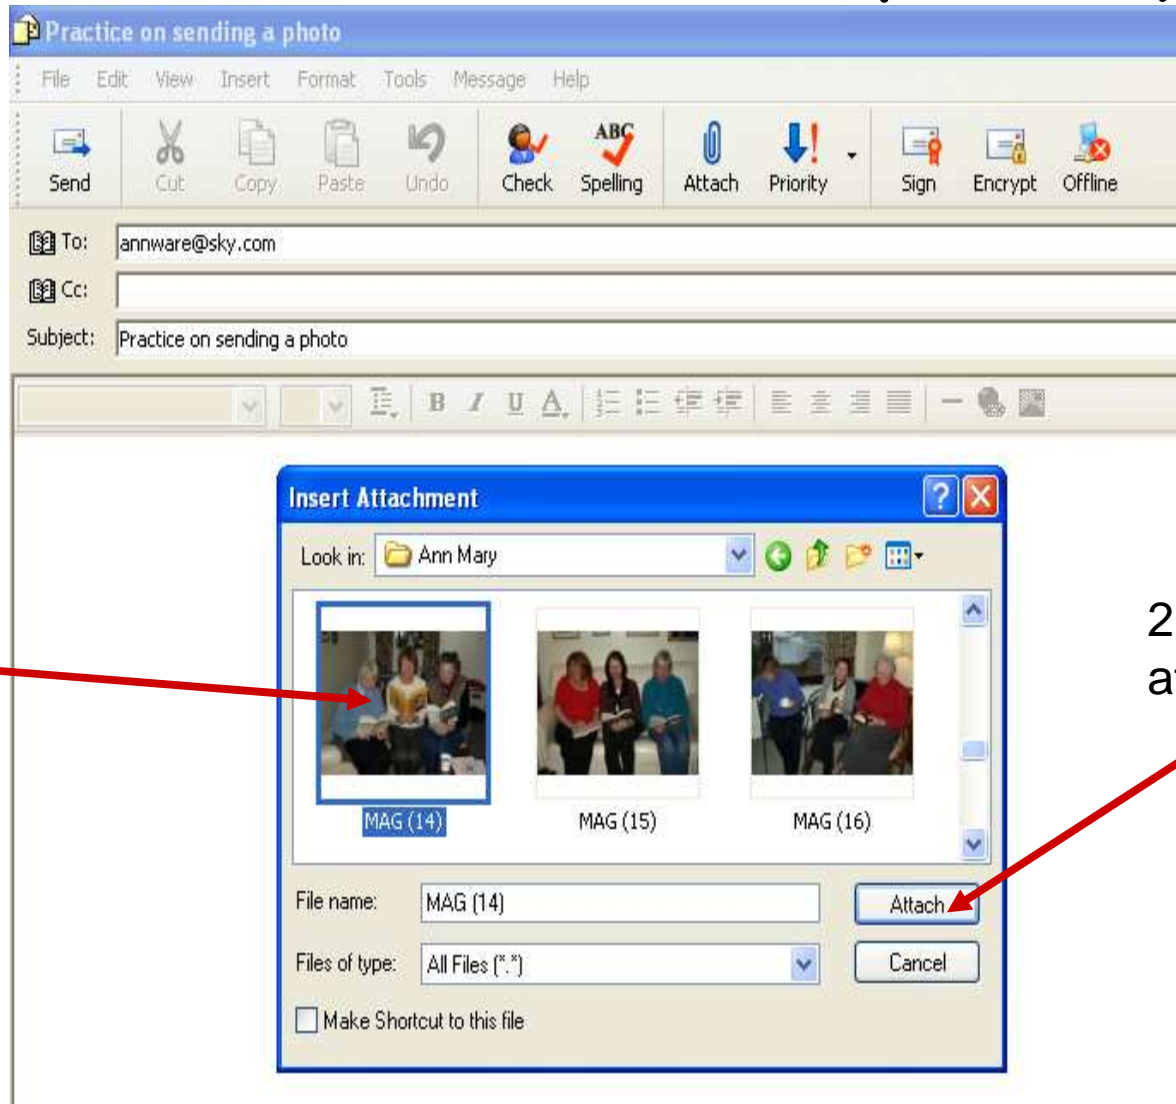 Practice on sending a photo
File Edit View Insert Format Tools Message Help
ABC
Send Cut Copy Paste Undo Check Spelling Attach Priority Sign Encrypt Offline
To: annware@sky.com
Cc:
Subject: Practice on sending a photo
B I U A
Insert Attachment
Look in: Ann Mary
2
MAG (14) MAG (15) MAG (16)
File name: MAG (14) Attach
Files of type: All Files (*.*) Cancel
Make Shortcut to this file